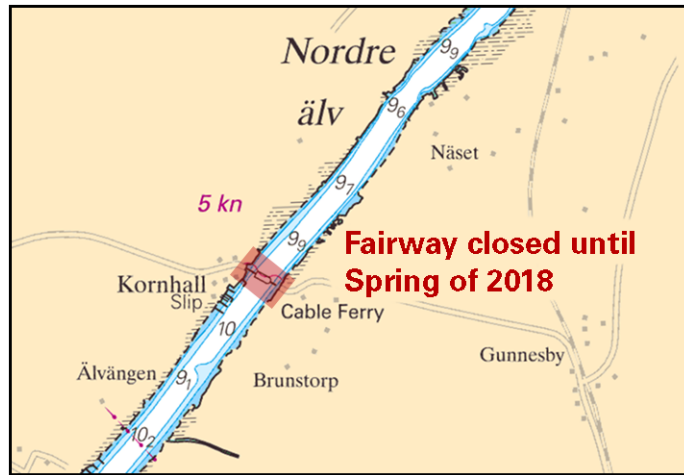 Nordre
älv
9₉
9₆
Näset
9₇
5 kn
9₉
Fairway closed until
Spring of 2018
Kornhall
Slip
Cable Ferry
10
Gunnesby
Älvängen
9₁
Brunstorp
10₂